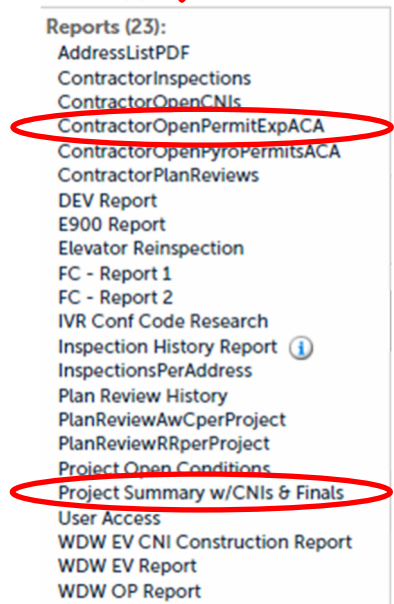 Reports (23):
AddressListPDF
ContractorInspections
ContractorOpenCNIs
ContractorOpenPermitExpACA
ContractorOpenPyroPermitsACA
ContractorPlanReviews
DEV Report
E900 Report
Elevator Reinspection
FC - Report 1
FC - Report 2
IVR Conf Code Research
Inspection History Report
InspectionsPerAddress
Plan Review History
PlanReviewAwCperProject
PlanReviewRRperProject
Project Open Conditions
Project Summary w/CNIs & Finals
User Access
WDW EV CNI Construction Report
WDW EV Report
WDW OP Report